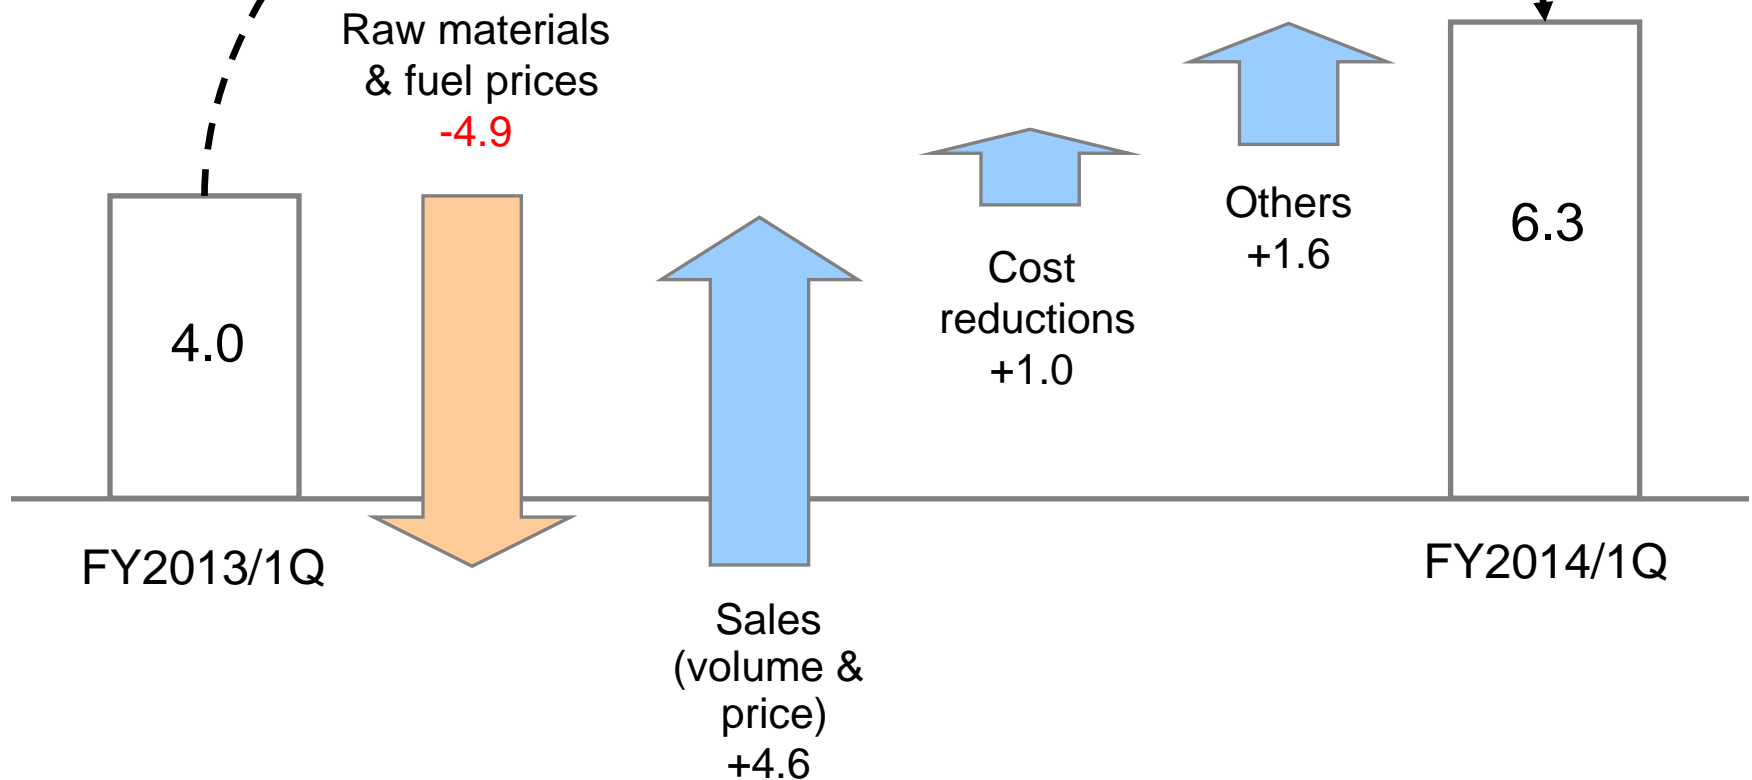 Raw materials
& fuel prices
-4.9
4.0
FY2013/1Q
Sales
(volume &
price)
+4.6
Cost
reductions
+1.0
Others
+1.6
6.3
FY2014/1Q